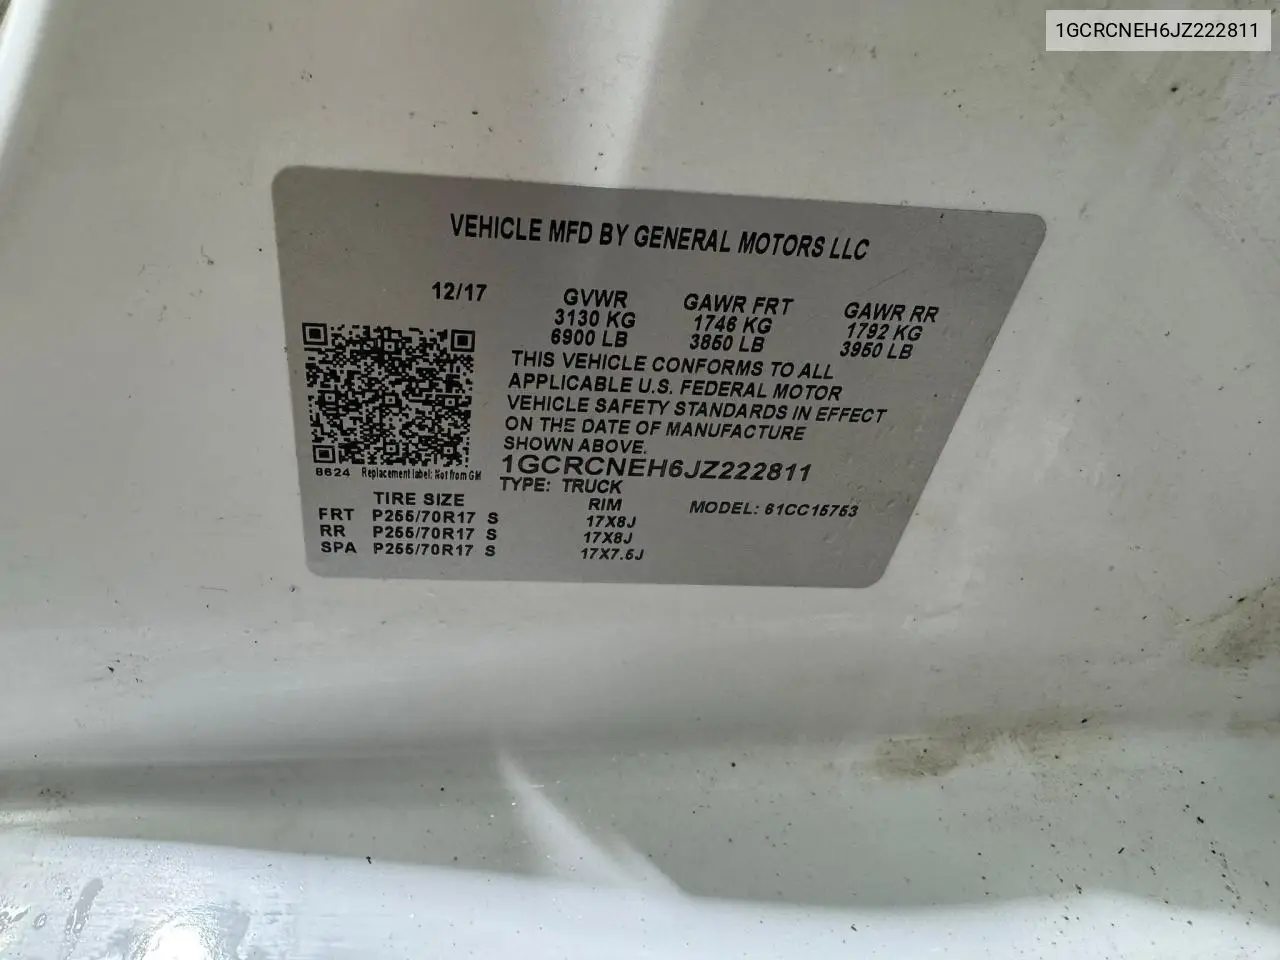 1GCRCNEH6JZ222811
VEHICLE MFD BY GENERAL MOTORS LLC
12/17 GVWR GAWR FRT GAWR RR
3130 KG 1746 KG 1792 KG
6900 LB 3850 LB 3950 LB
THIS VEHICLE CONFORMS TO ALL
APPLICABLE U.S. FEDERAL MOTOR
VEHICLE SAFETY STANDARDS IN EFFECT
ON THE DATE OF MANUFACTURE
SHOWN ABOVE.
8624 Replacement label: Not from GM
1GCRCNEH6JZ222811
TYPE: TRUCK
MODEL: 61CC15753
TIRE SIZE RIM
FRT P255/70R17 S 17X8J
RR P255/70R17 S 17X8J
SPA P255/70R17 S 17X7.5J